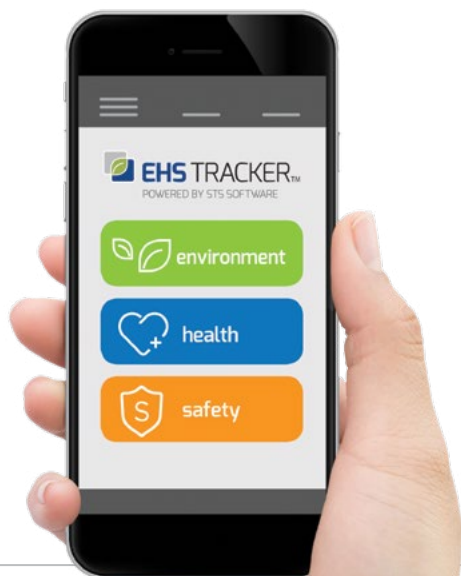 EHS TRACKER™
POWERED BY STS SOFTWARE
environment
health
S
safety